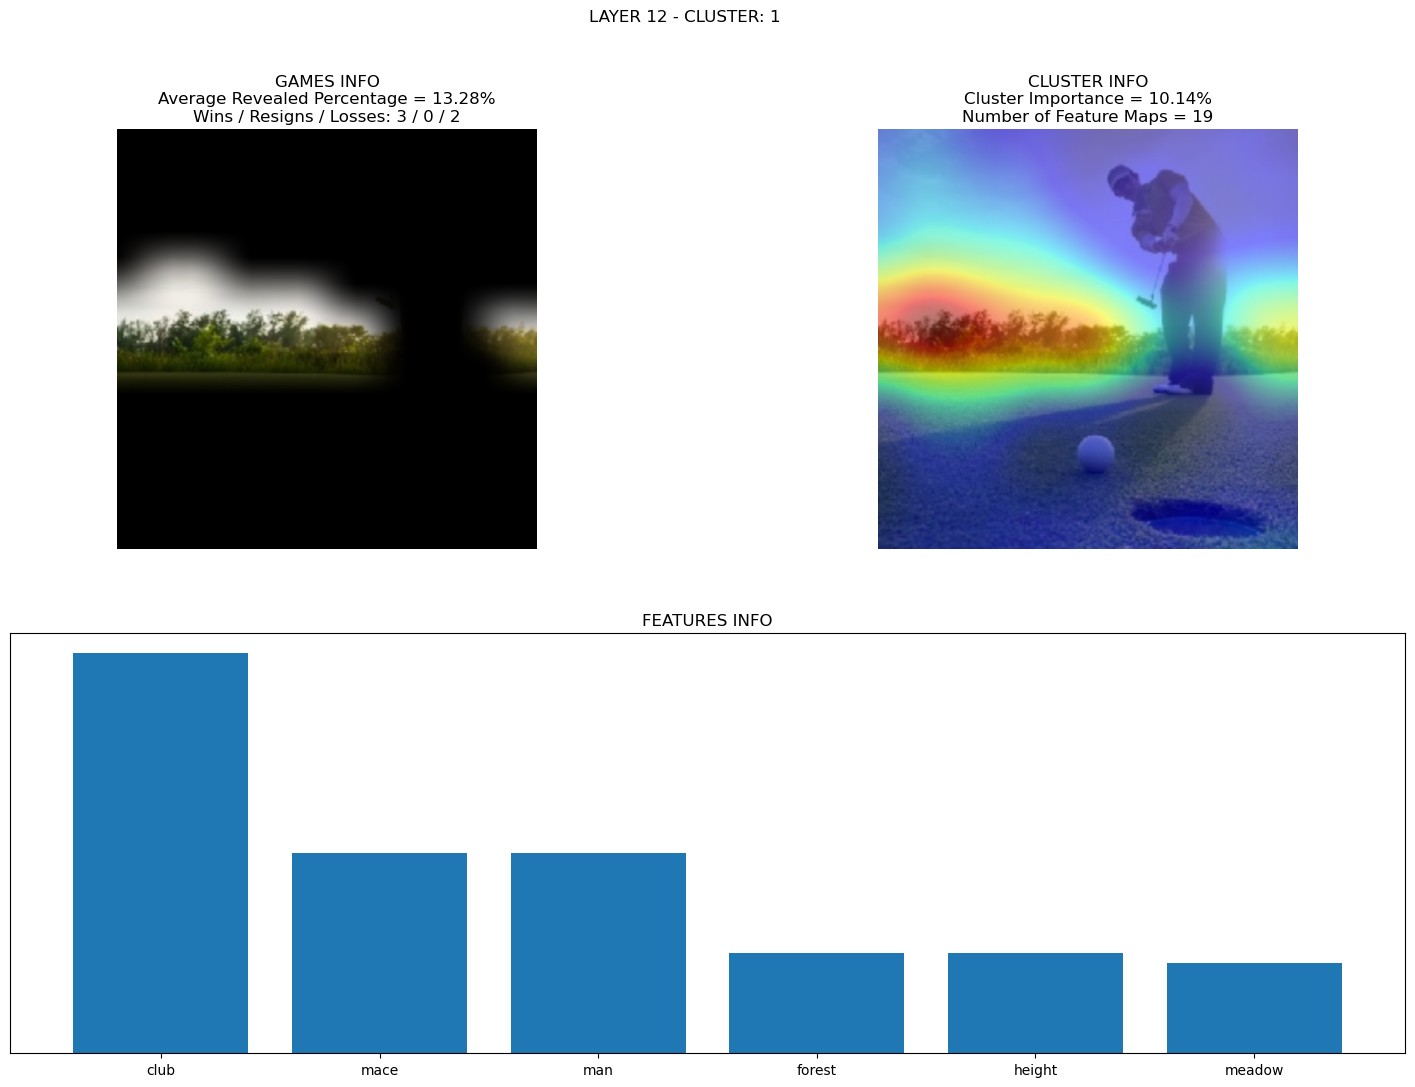 LAYER 12 - CLUSTER: 1
GAMES INFO
Average Revealed Percentage = 13.28%
Wins / Resigns / Losses: 3 / 0 / 2
CLUSTER INFO
Cluster Importance = 10.14%
Number of Feature Maps = 19
FEATURES INFO
club mace man forest height meadow